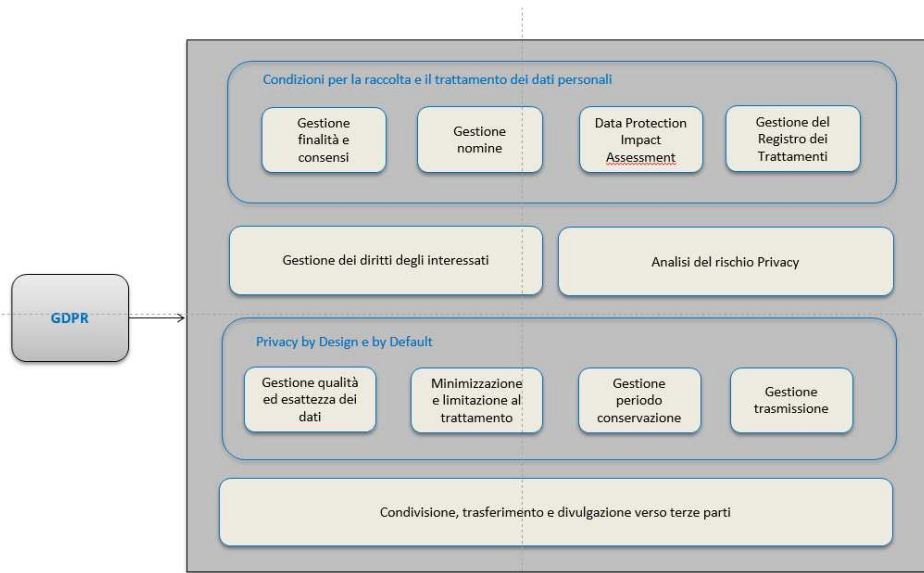 Condizioni per la raccolta e il trattamento dei dati personali
Gestione
finalità e
consensi
Gestione
nomine
Data Protection
Impact
Assessment
Gestione del
Registro dei
Trattamenti
Gestione dei diritti degli interessati
Analisi del rischio Privacy
GDPR
Privacy by Design e by Default
Gestione qualità
ed esattezza dei
dati
Minimizzazione
e limitazione al
trattamento
Gestione
periodo
conservazione
Gestione
trasmissione
Condivisione, trasferimento e divulgazione verso terze parti